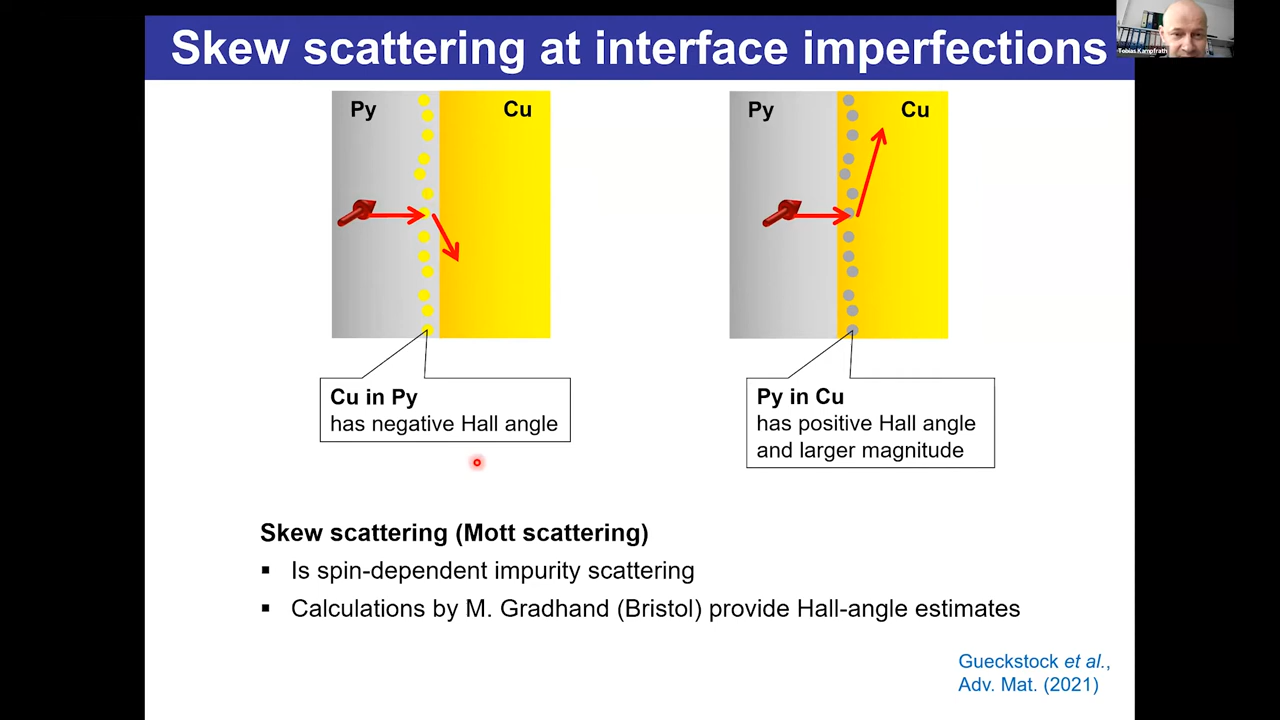 Skew scattering at interface imperfections
Tobias Kampfrath
Py
Cu
Py
Cu
Cu in Py
has negative Hall angle
Py in Cu
has positive Hall angle
and larger magnitude
Skew scattering (Mott scattering)
▪ Is spin-dependent impurity scattering
▪ Calculations by M. Gradhand (Bristol) provide Hall-angle estimates
Gueckstock et al.,
Adv. Mat. (2021)